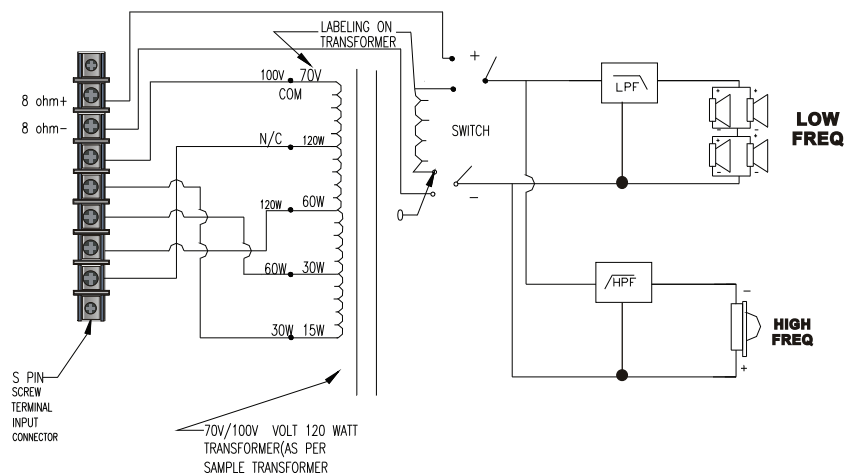 LABELING ON
TRANSFORMER
8 ohm+
8 ohm-
100V 70V
COM
N/C 120W
120W 60W
60W 30W
30W 15W
+
SWITCH
-
0
LPF
+ +
- -
+ +
- -
LOW
FREQ
HPF
-
+
HIGH
FREQ
S PIN
SCREW
TERMINAL
INPUT
CONNECTOR
70V/100V VOLT 120 WATT
TRANSFORMER(AS PER
SAMPLE TRANSFORMER